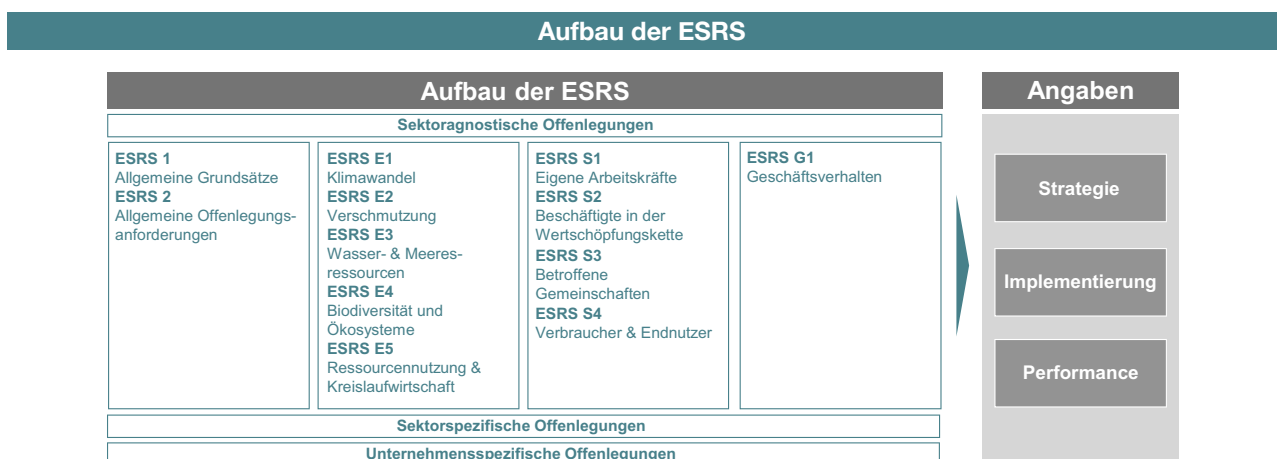 Aufbau der ESRS
Aufbau der ESRS
Sektoragnostische Offenlegungen
ESRS 1
Allgemeine Grundsätze
ESRS 2
Allgemeine Offenlegungs-
anforderungen
ESRS E1
Klimawandel
ESRS E2
Verschmutzung
ESRS E3
Wasser- & Meeres-
ressourcen
ESRS E4
Biodiversität und
Ökosysteme
ESRS E5
Ressourcennutzung &
Kreislaufwirtschaft
ESRS S1
Eigene Arbeitskräfte
ESRS S2
Beschäftigte in der
Wertschöpfungskette
ESRS S3
Betroffene
Gemeinschaften
ESRS S4
Verbraucher & Endnutzer
ESRS G1
Geschäftsverhalten
Sektorspezifische Offenlegungen
Unternehmensspezifische Offenlegungen
Angaben
Strategie
Implementierung
Performance